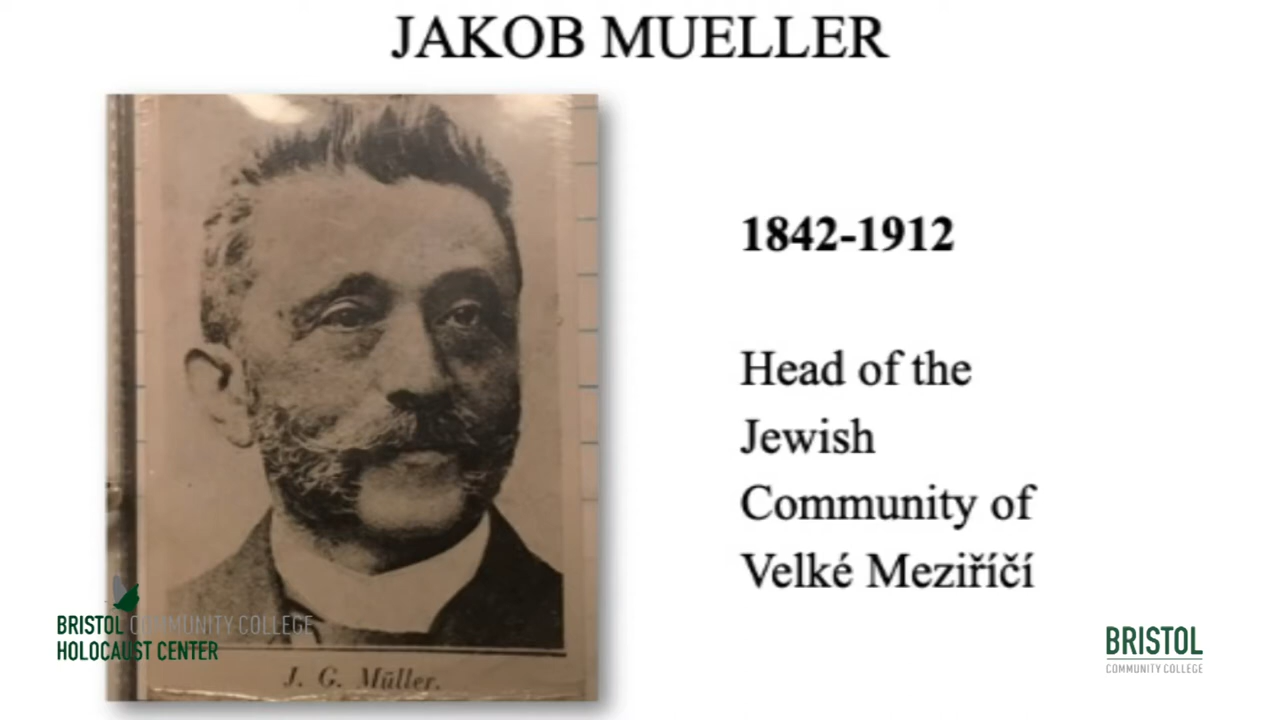 JAKOB MUELLER
1842-1912
Head of the
Jewish
Community of
Velké Meziříčí
J. G. Müller.
BRISTOL COMMUNITY COLLEGE
HOLOCAUST CENTER
BRISTOL
COMMUNITY COLLEGE